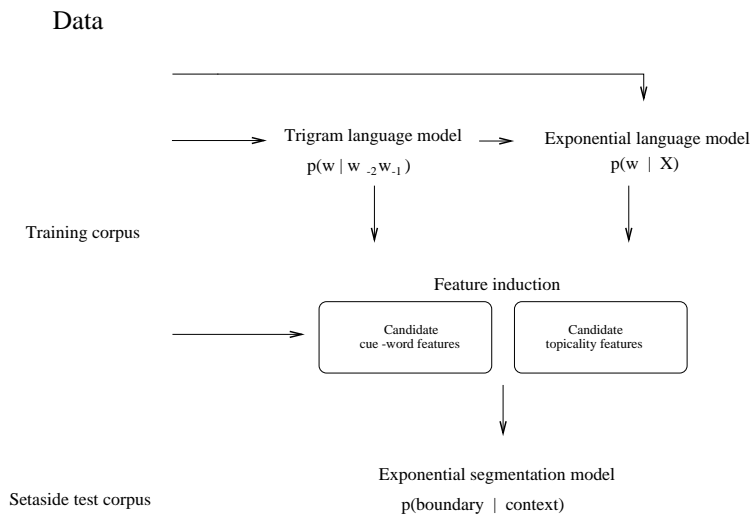 Data
Trigram language model
p(w | w -2 w -1 )
Exponential language model
p(w | X)
Training corpus
Feature induction
Candidate
cue -word features
Candidate
topicality features
Exponential segmentation model
p(boundary | context)
Setaside test corpus